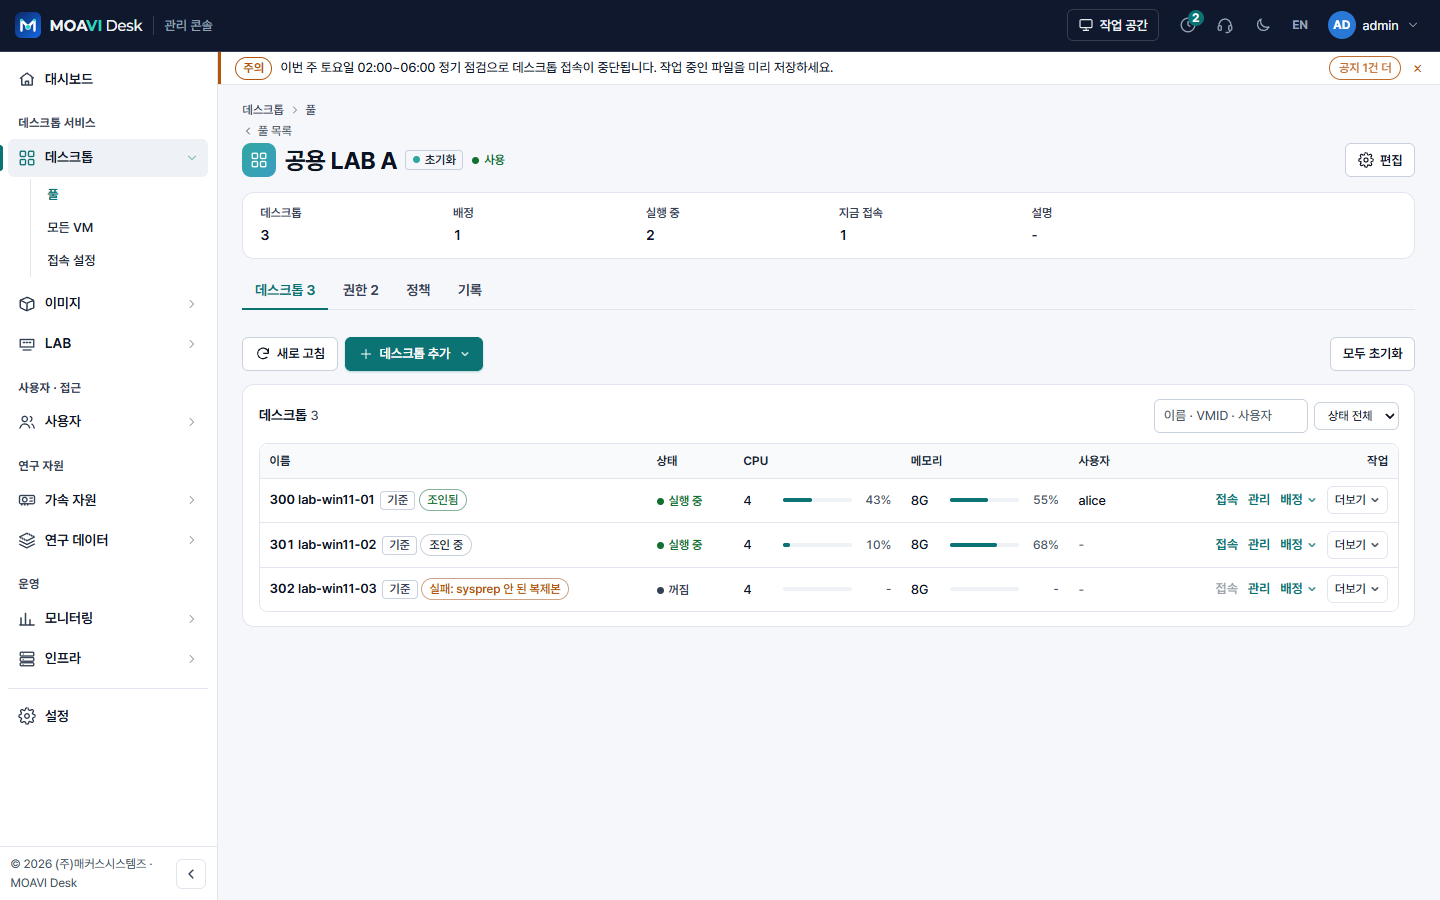 MOAVI Desk 관리 콘솔
작업 공간
2
EN
AD admin
대시보드
데스크톱 서비스
데스크톱
풀
모든 VM
접속 설정
이미지
LAB
사용자 · 접근
사용자
연구 자원
가속 자원
연구 데이터
운영
모니터링
인프라
설정
© 2026 (주)매커스시스템즈 ·
MOAVI Desk
주의 이번 주 토요일 02:00~06:00 정기 점검으로 데스크톱 접속이 중단됩니다. 작업 중인 파일을 미리 저장하세요. 공지 1건 더 ×
데스크톱 > 풀
풀 목록
공용 LAB A 초기화 사용 편집
데스크톱 배정 실행 중 지금 접속 설명
3 1 2 1 -
데스크톱 3 권한 2 정책 기록
새로 고침 데스크톱 추가 모두 초기화
데스크톱 3 이름 · VMID · 사용자 상태 전체
이름 상태 CPU 메모리 사용자 작업
300 lab-win11-01 기준 조인됨 실행 중 4 43% 8G 55% alice 접속 관리 배정 더보기
301 lab-win11-02 기준 조인 중 실행 중 4 10% 8G 68% - 접속 관리 배정 더보기
302 lab-win11-03 기준 실패: sysprep 안 된 복제본 꺼짐 4 - 8G - - 접속 관리 배정 더보기